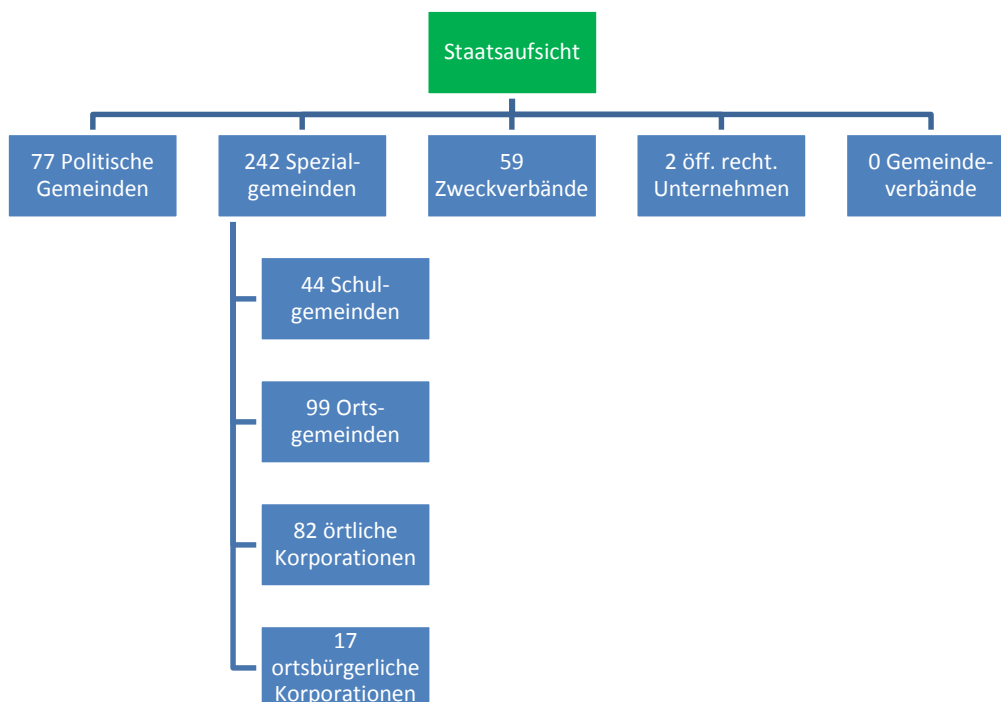 Staatsaufsicht
77 Politische
Gemeinden
242 Spezial-
gemeinden
59
Zweckverbände
2 öff. recht.
Unternehmen
0 Gemeinde-
verbände
44 Schul-
gemeinden
99 Orts-
gemeinden
82 örtliche
Korporationen
17
ortsbürgerliche
Korporationen